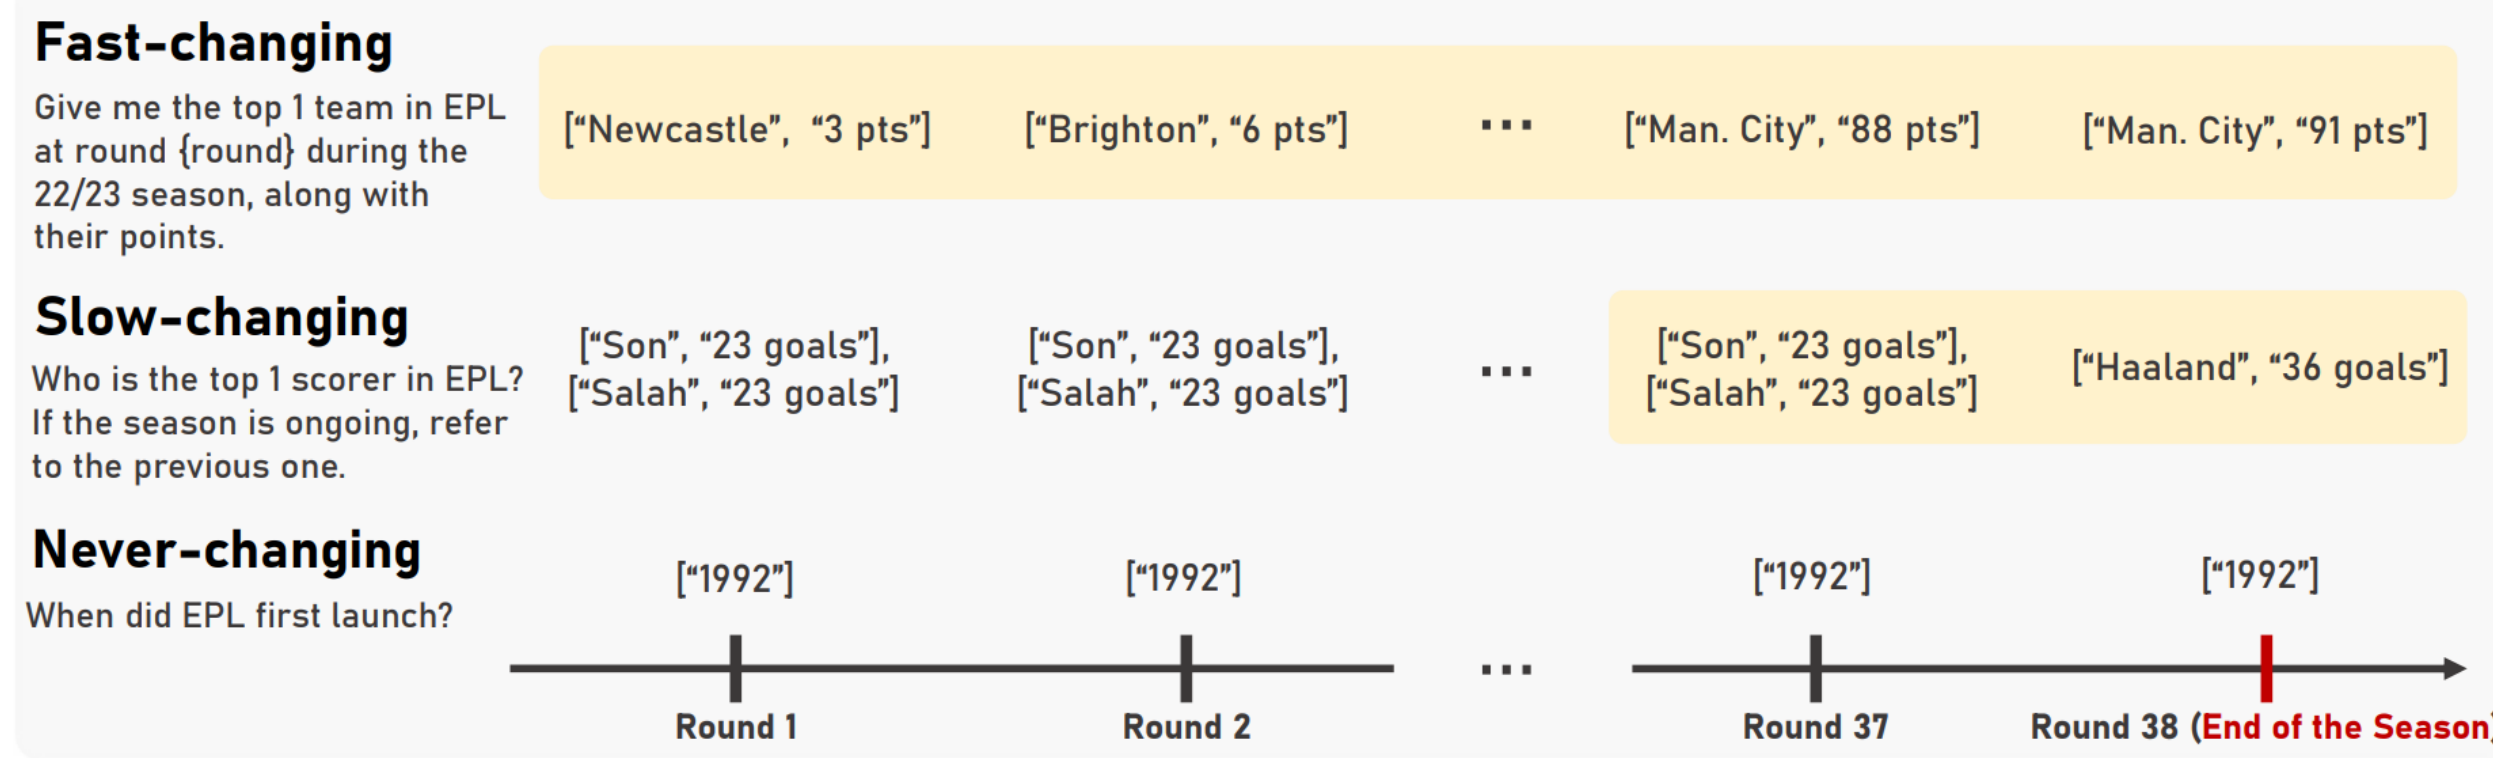 Fast-changing
Give me the top 1 team in EPL
at round {round} during the
22/23 season, along with
their points.
["Newcastle", "3 pts"]
["Brighton", "6 pts"]
...
["Man. City", "88 pts"]
["Man. City", "91 pts"]
Slow-changing
Who is the top 1 scorer in EPL?
If the season is ongoing, refer
to the previous one.
["Son", "23 goals"],
["Salah", "23 goals"]
["Son", "23 goals"],
["Salah", "23 goals"]
...
["Son", "23 goals"],
["Salah", "23 goals"]
["Haaland", "36 goals"]
Never-changing
When did EPL first launch?
["1992"]
["1992"]
["1992"]
["1992"]
...
Round 1
Round 2
Round 37
Round 38 (End of the Season)